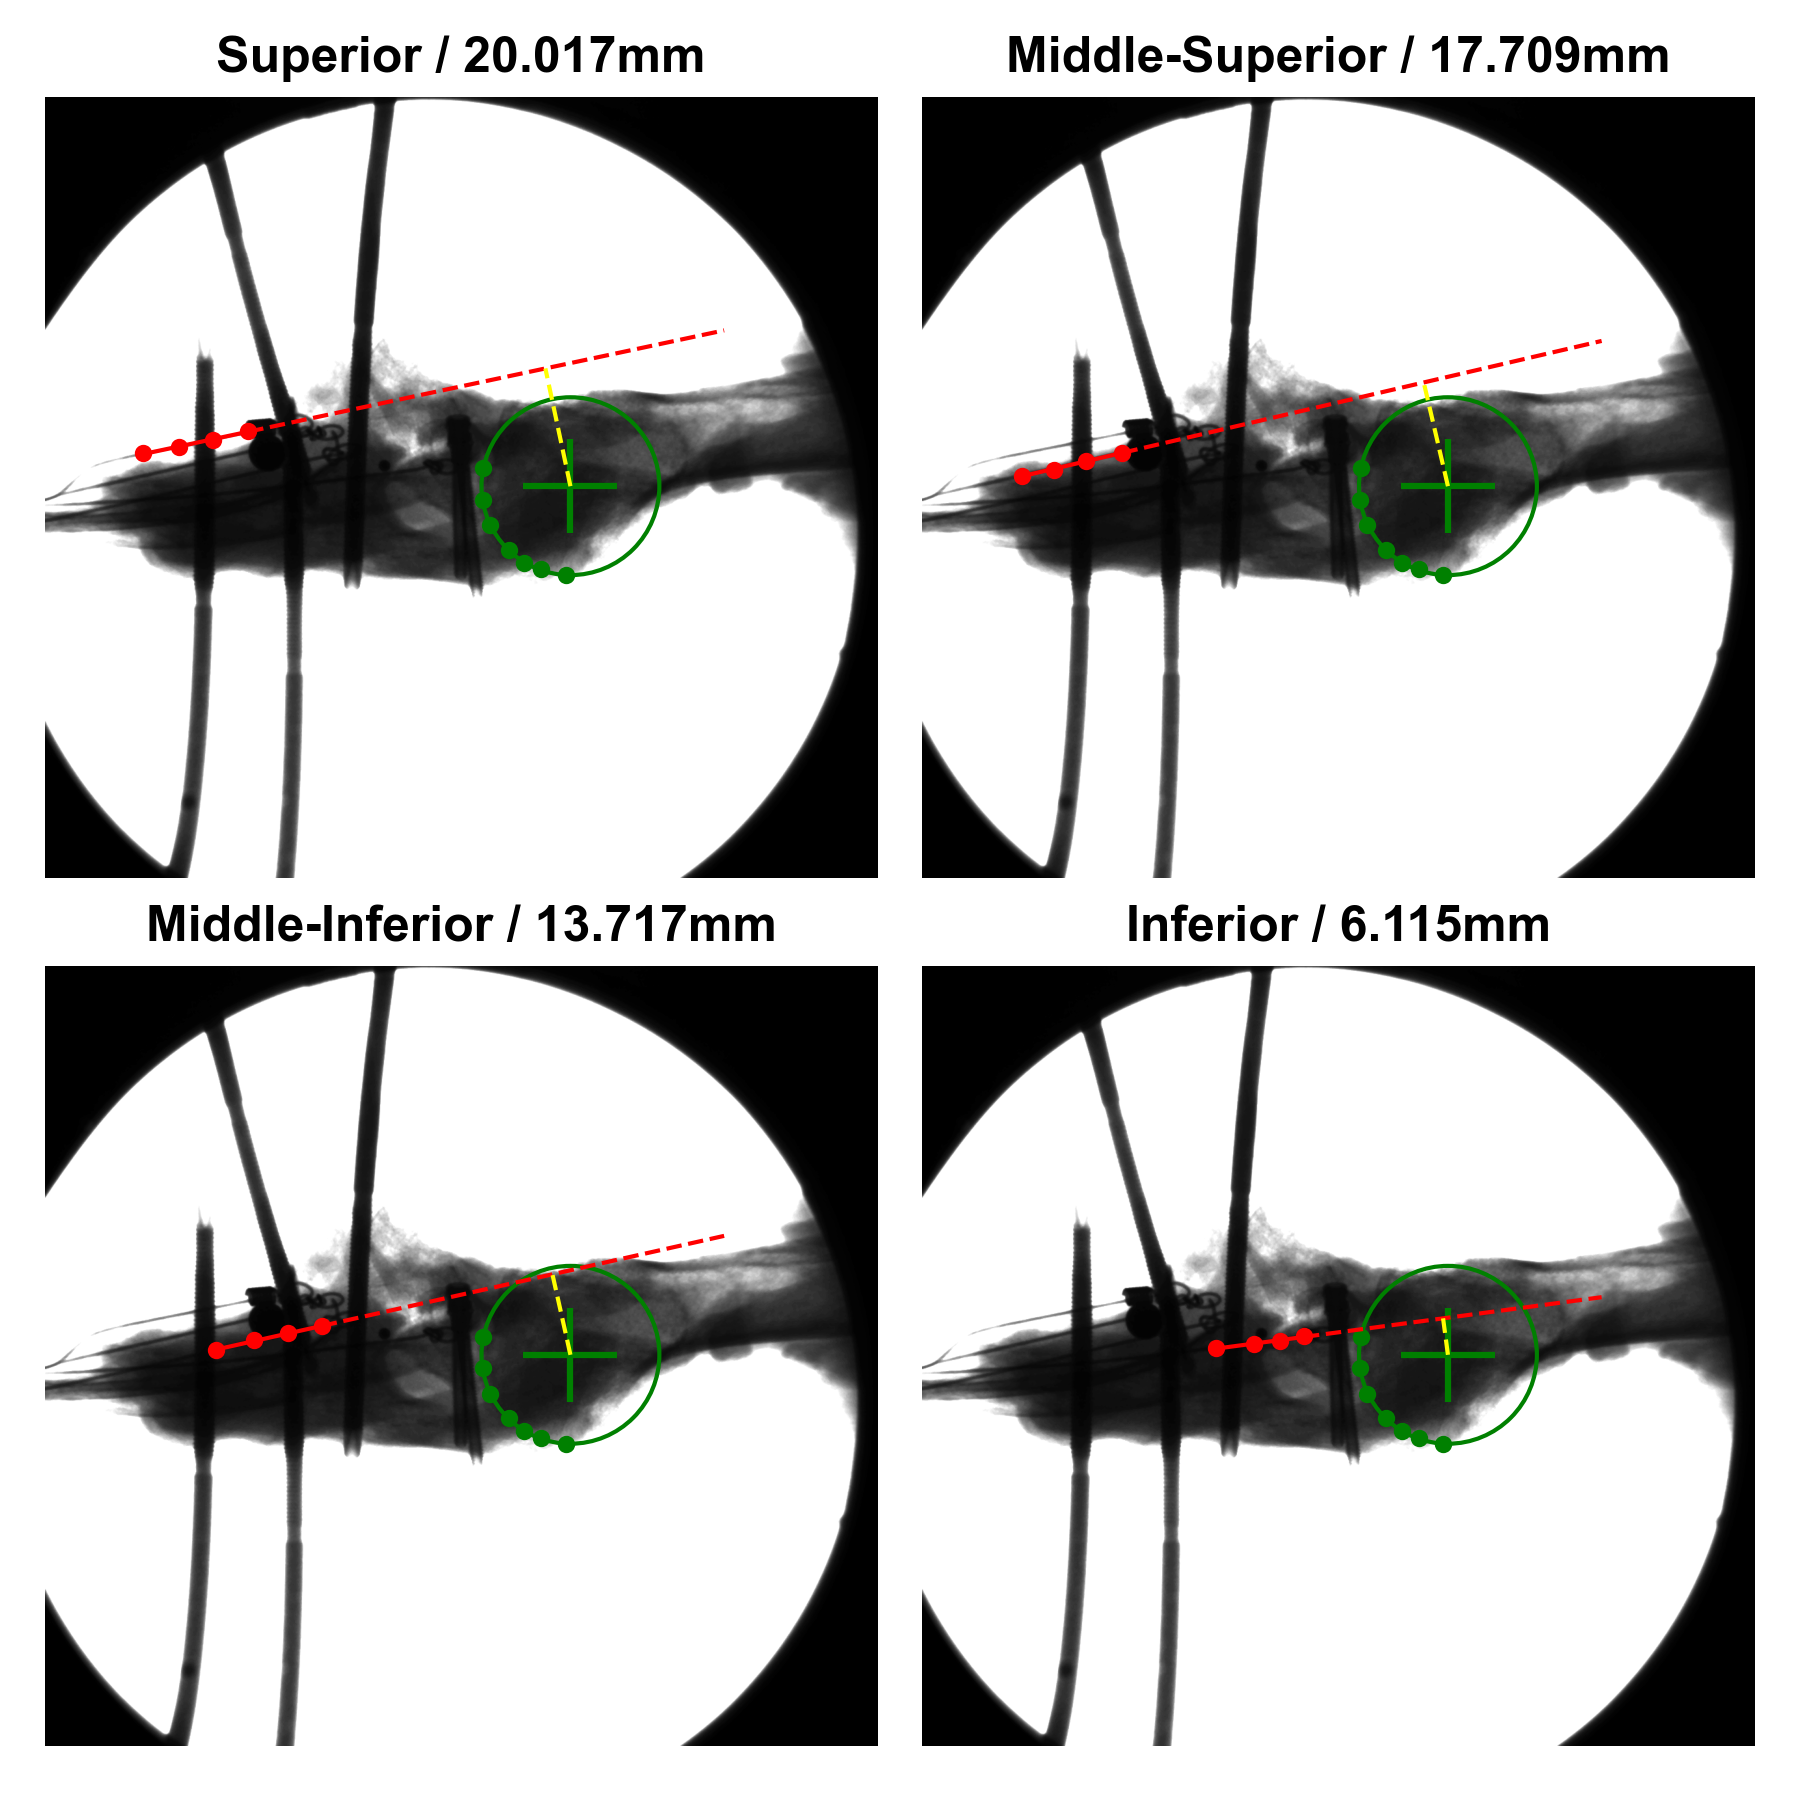 Superior / 20.017mm
Middle-Superior / 17.709mm
Middle-Inferior / 13.717mm
Inferior / 6.115mm